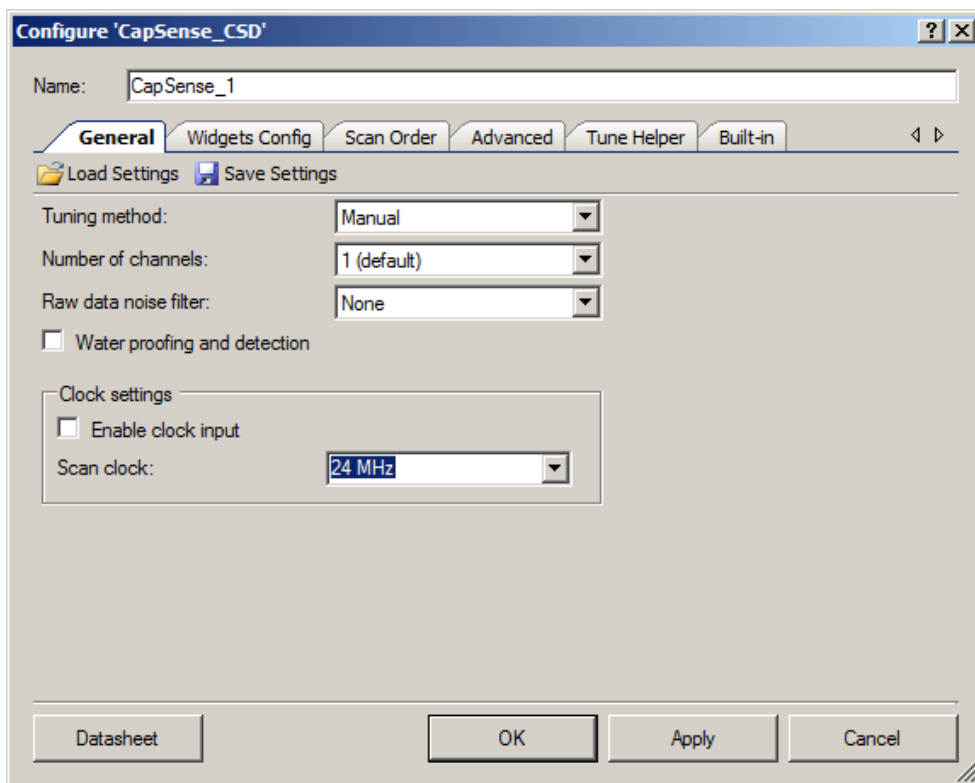 Configure 'CapSense_CSD'
Name: CapSense_1
General Widgets Config Scan Order Advanced Tune Helper Built-in
Load Settings Save Settings
Tuning method: Manual
Number of channels: 1 (default)
Raw data noise filter: None
Water proofing and detection
Clock settings
Enable clock input
Scan clock: 24 MHz
Datasheet OK Apply Cancel